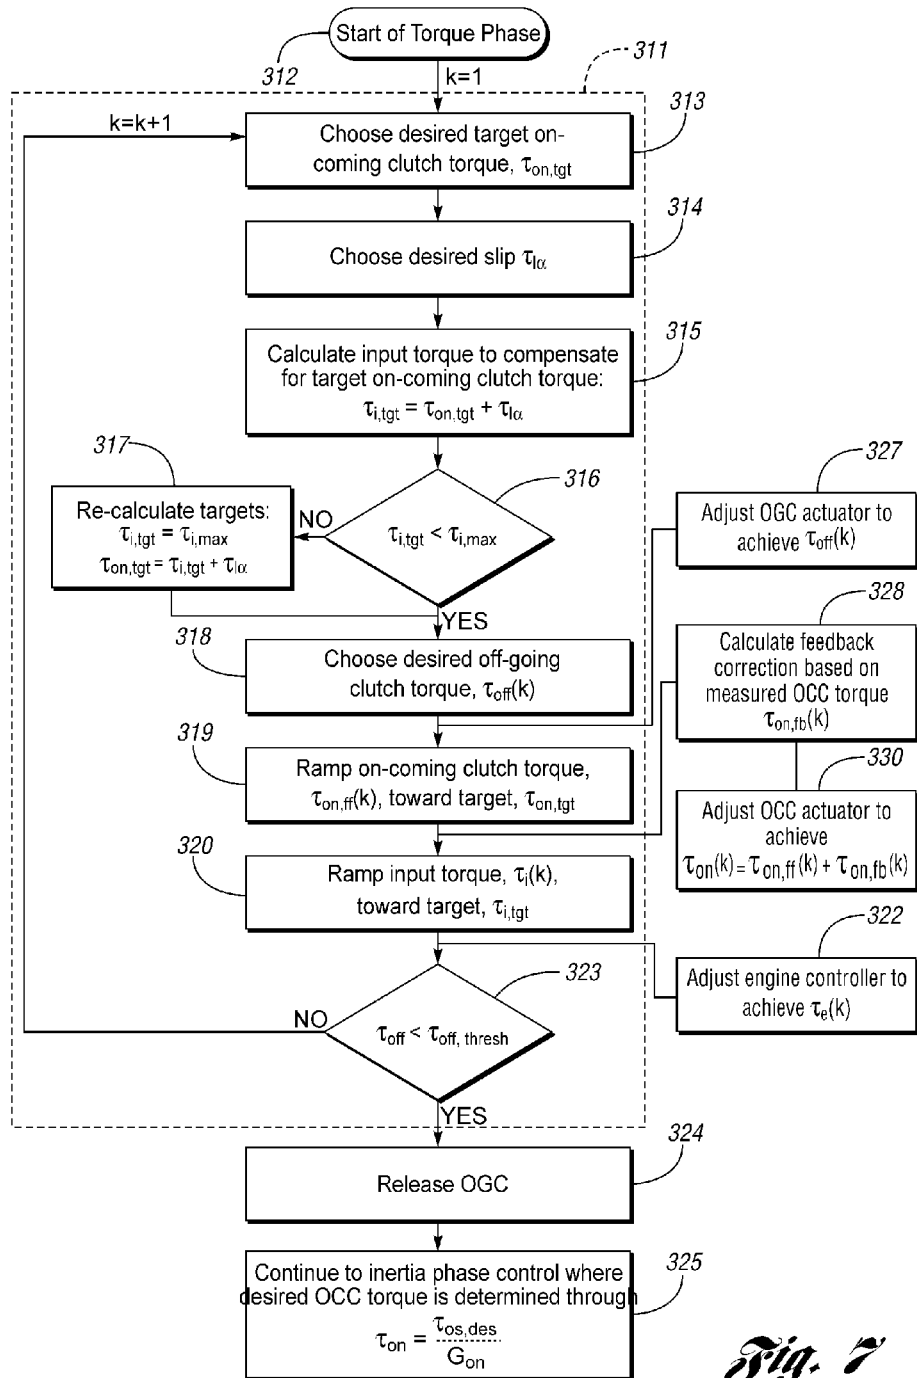 Start of Torque Phase
312
311
k=1
k=k+1
313
Choose desired target on-
coming clutch torque, τon,tgt
314
Choose desired slip τIα
315
Calculate input torque to compensate
for target on-coming clutch torque:
τi,tgt = τon,tgt + τIα
316
τi,tgt < τi,max
NO
317
Re-calculate targets:
τi,tgt = τi,max
τon,tgt = τi,tgt + τIα
YES
327
Adjust OGC actuator to
achieve τoff(k)
318
Choose desired off-going
clutch torque, τoff(k)
328
Calculate feedback
correction based on
measured OCC torque
τon,fb(k)
319
Ramp on-coming clutch torque,
τon,ff(k), toward target, τon,tgt
330
Adjust OCC actuator to
achieve
τon(k) = τon,ff(k) + τon,fb(k)
320
Ramp input torque, τi(k),
toward target, τi,tgt
322
Adjust engine controller to
achieve τe(k)
323
τoff < τoff, thresh
NO
YES
324
Release OGC
325
Continue to inertia phase control where
desired OCC torque is determined through
τon = τos,des / Gon
Fig. 7